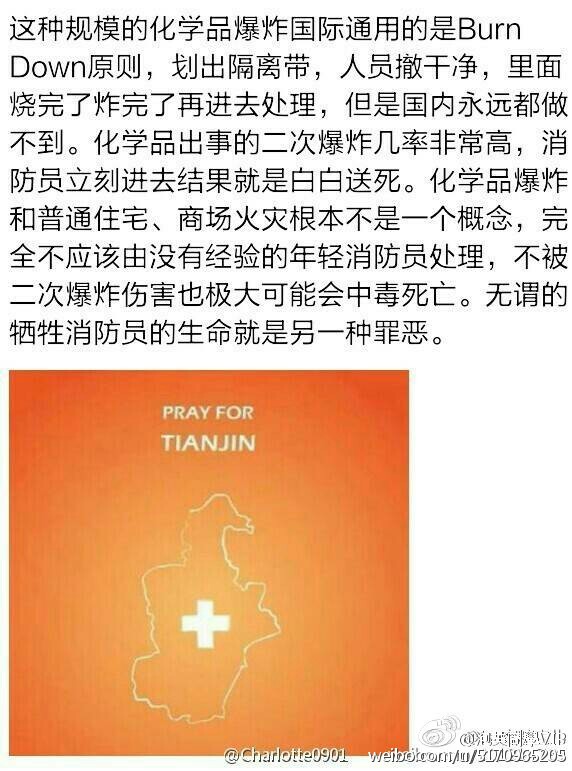 这种规模的化学品爆炸国际通用的是Burn
Down原则，划出隔离带，人员撤干净，里面
烧完了炸完了再进去处理，但是国内永远都做
不到。化学品出事的二次爆炸几率非常高，消
防员立刻进去结果就是白白送死。化学品爆炸
和普通住宅、商场火灾根本不是一个概念，完
全不应该由没有经验的年轻消防员处理，不被
二次爆炸伤害也极大可能会中毒死亡。无谓的
牺牲消防员的生命就是另一种罪恶。
PRAY FOR
TIANJIN
@Charlotte0901